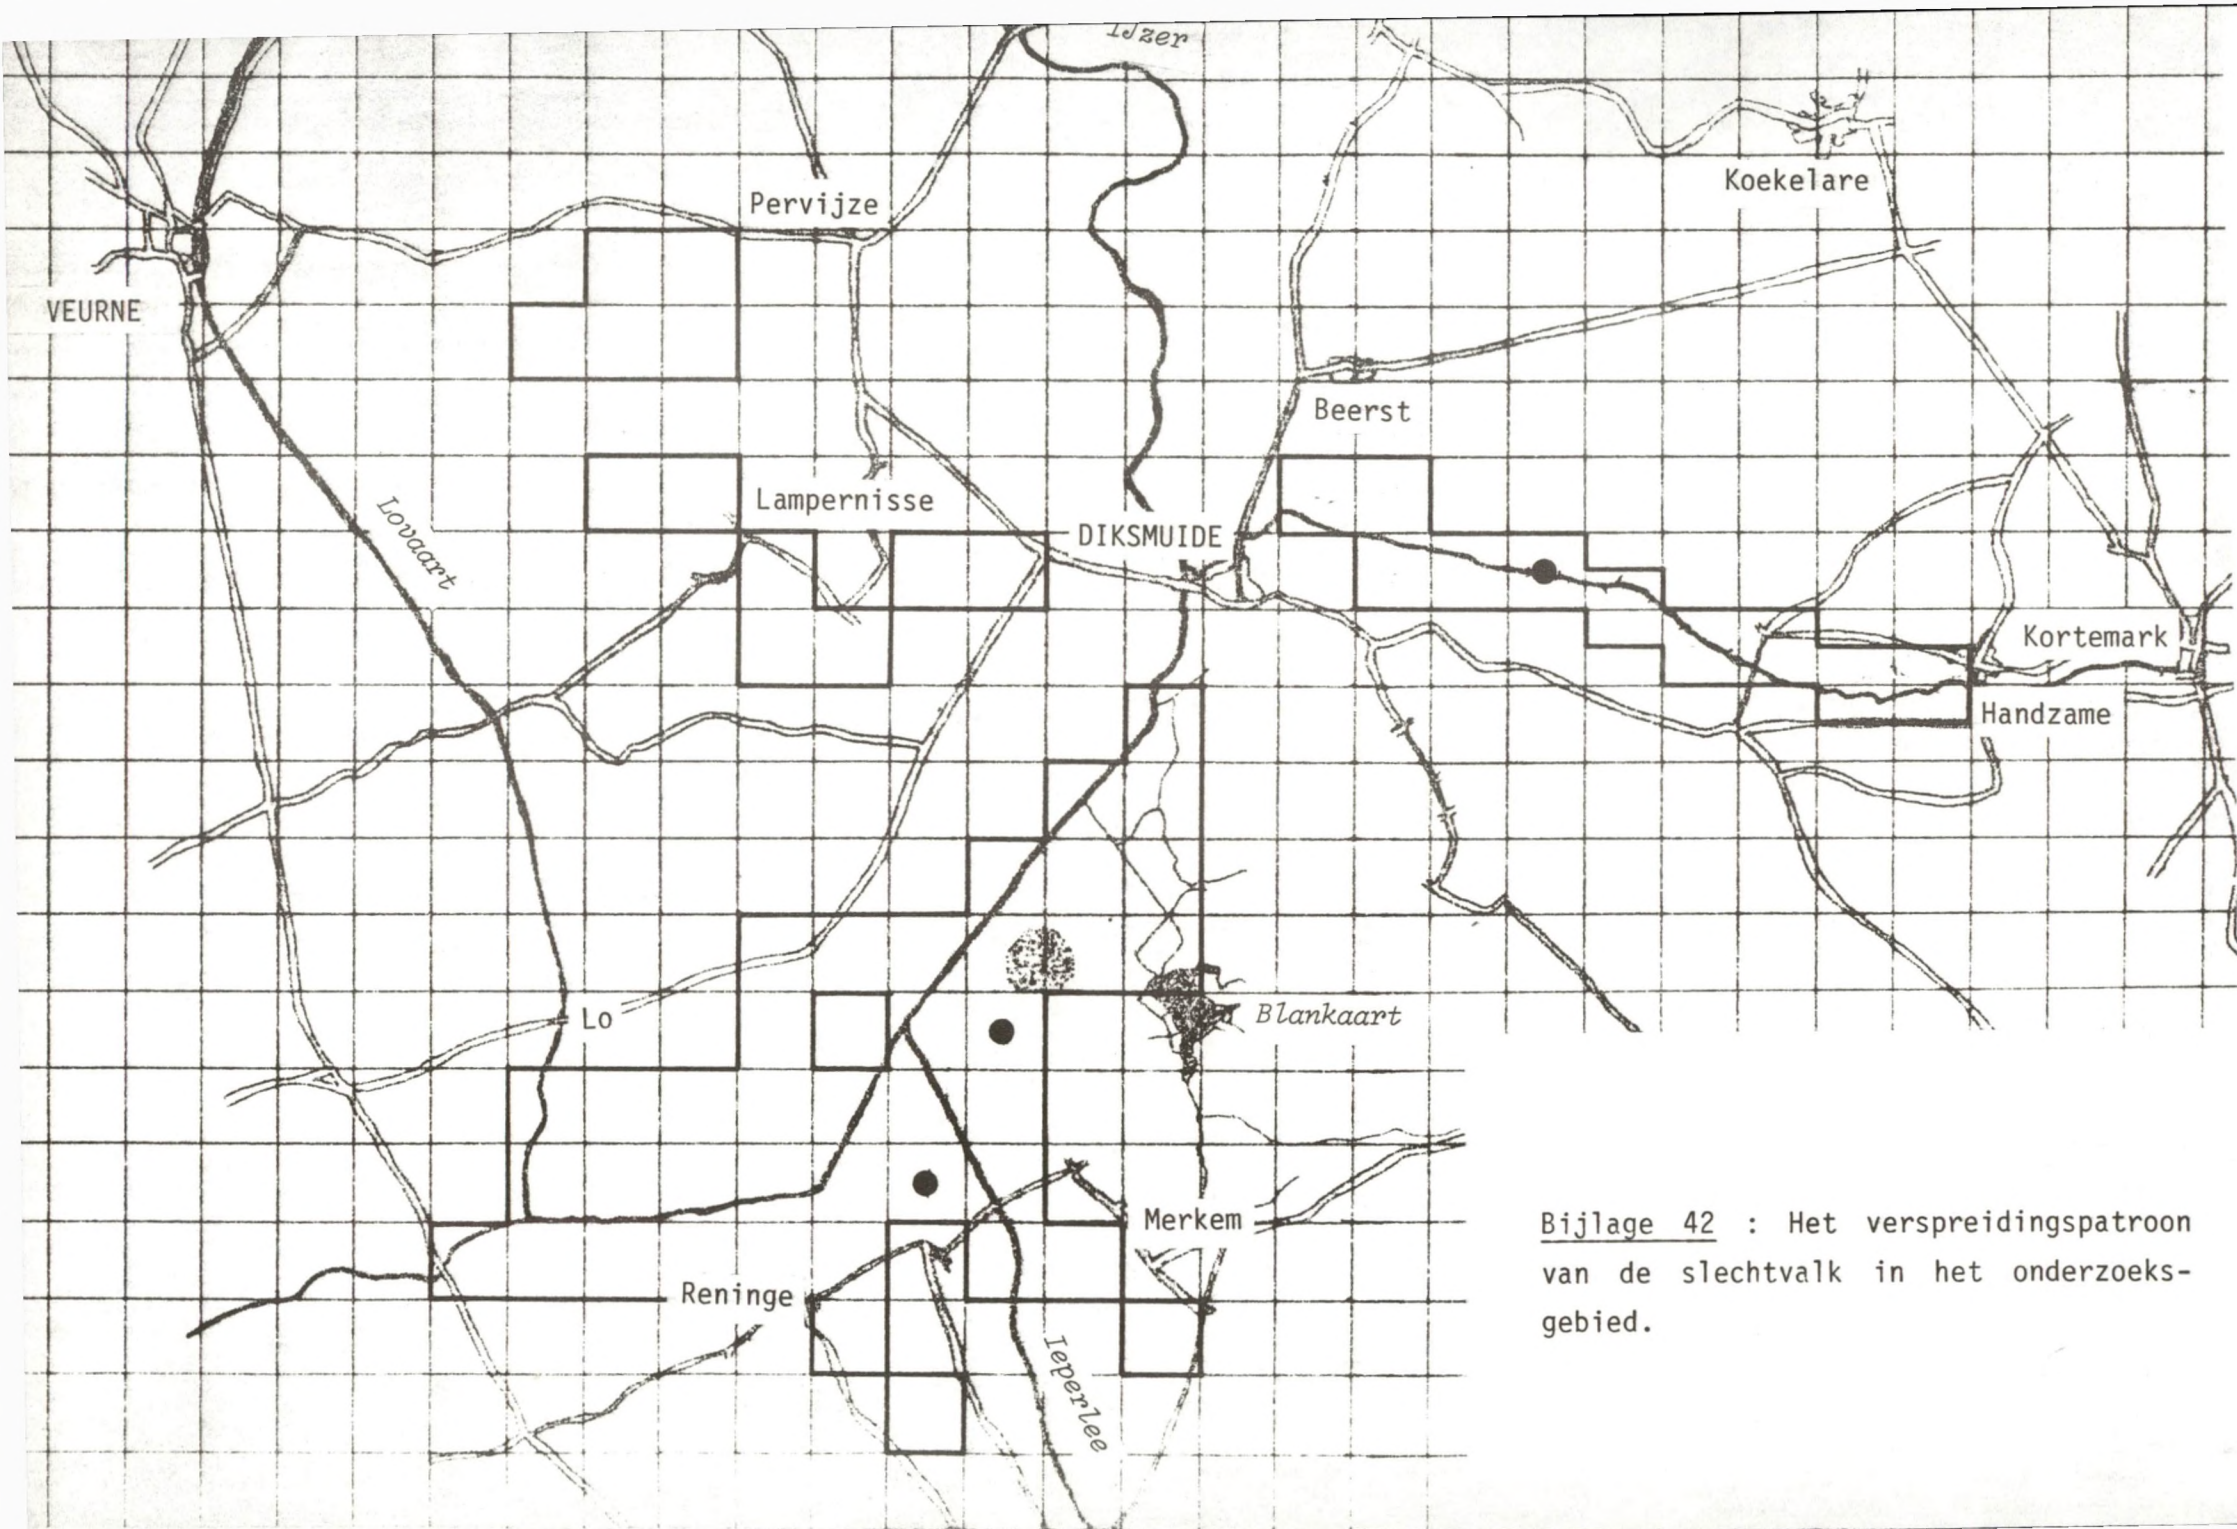 IJzer
Koekelare
Pervijze
VEURNE
Beerst
Lampernisse
Lovaart
DIKSMUIDE
Kortemark
Handzame
Lo
Blankaart
Merkem
Reninge
Ieperlee
Bijlage 42 : Het verspreidingspatroon
van de slechtvalk in het onderzoeks-
gebied.